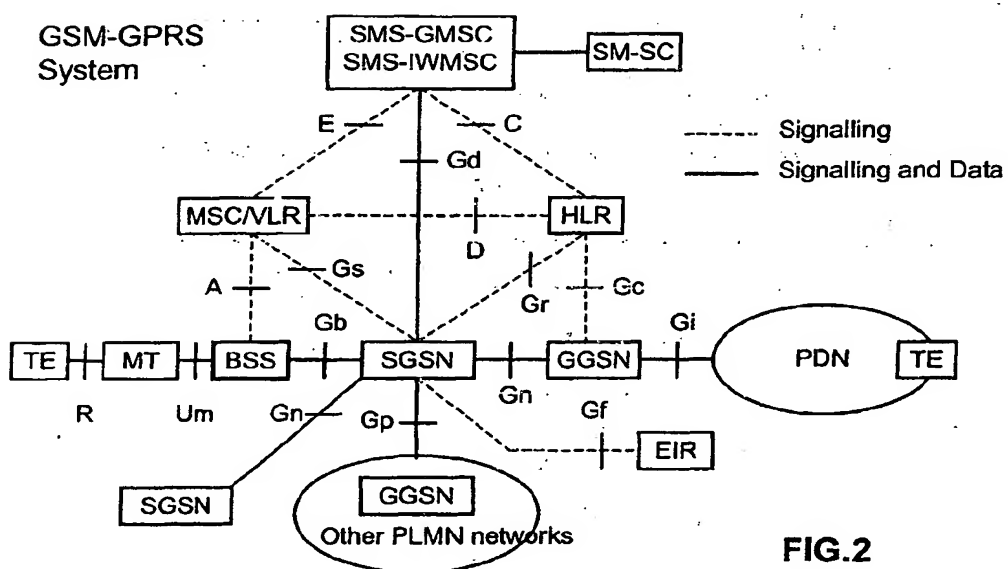 GSM-GPRS
System
SMS-GMSC
SMS-IWMSC
SM-SC
E
C
Gd
Signalling
Signalling and Data
MSC/VLR
HLR
D
A
Gs
Gr
Gc
Gb
Gi
TE
MT
BSS
SGSN
GGSN
PDN
TE
R
Um
Gn
Gp
Gn
Gf
EIR
SGSN
GGSN
Other PLMN networks
FIG.2